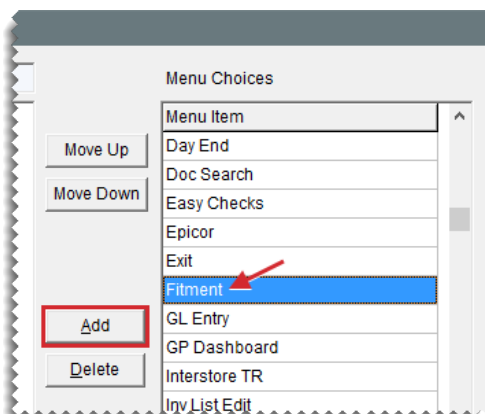 Menu Choices
Menu Item
Move Up
Day End
Doc Search
Move Down
Easy Checks
Epicor
Exit
Fitment
Add
GL Entry
GP Dashboard
Delete
Interstore TR
Inv List Edit